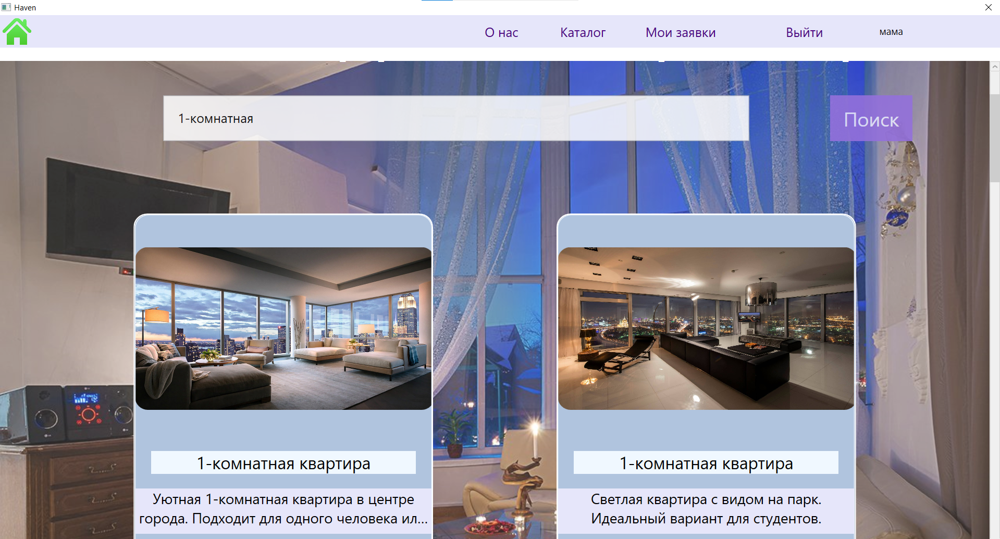 Haven
О нас
Каталог
Мои заявки
Выйти
мама
1-комнатная
Поиск
1-комнатная квартира
Уютная 1-комнатная квартира в центре
города. Подходит для одного человека ил...
1-комнатная квартира
Светлая квартира с видом на парк.
Идеальный вариант для студентов.